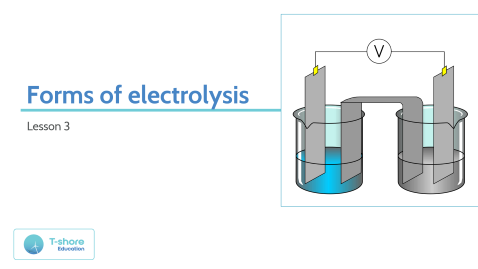 Forms of electrolysis
Lesson 3
V
T-shore
Education